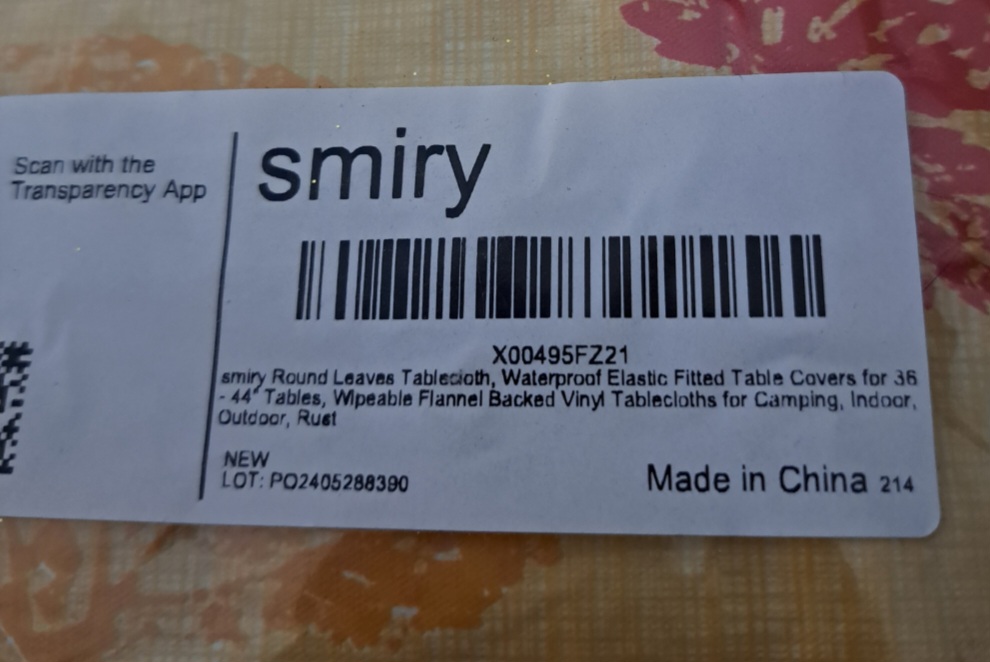 Scan with the
Transparency App
smiry
X00495FZ21
smiry Round Leaves Tablecloth, Waterproof Elastic Fitted Table Covers for 36
- 44" Tables, Wipeable Flannel Backed Vinyl Tablecloths for Camping, Indoor,
Outdoor, Rust
NEW
LOT: PO2405288390
Made in China 214